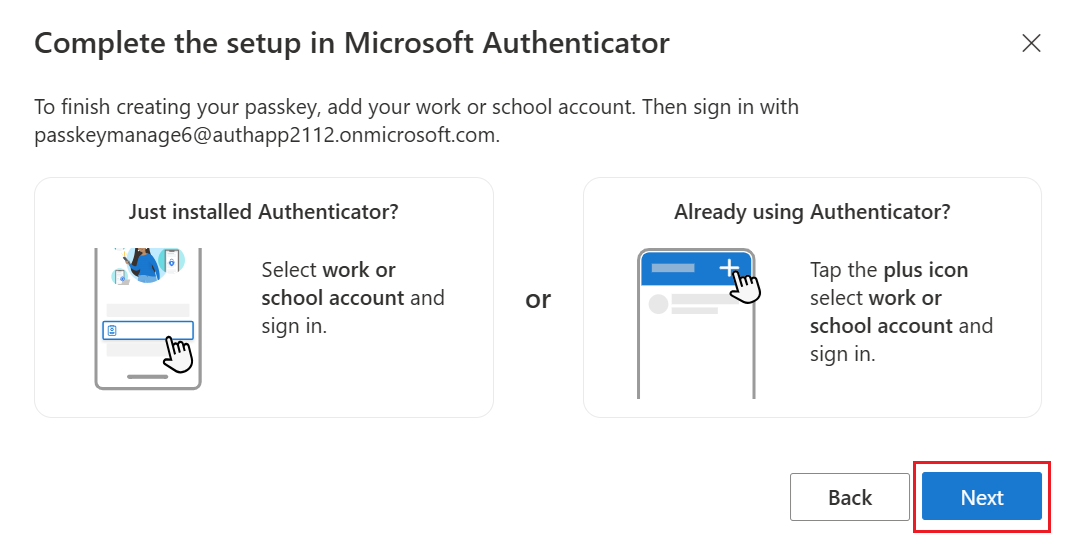 Complete the setup in Microsoft Authenticator
To finish creating your passkey, add your work or school account. Then sign in with
passkeymanage6@authapp2112.onmicrosoft.com.
Just installed Authenticator?
Select work or
school account and
sign in.
or
Already using Authenticator?
Tap the plus icon
select work or
school account and
sign in.
Back
Next